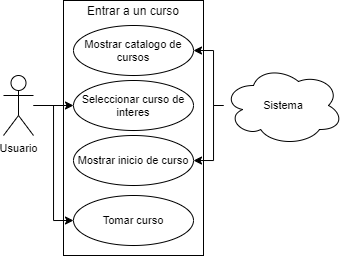 Entrar a un curso
Mostrar catalogo de
cursos
Seleccionar curso de
interes
Sistema
Usuario
Mostrar inicio de curso
Tomar curso